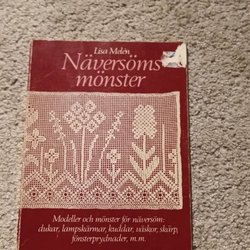 Lisa Melén
Näversöms
mönster
Modeller och mönster för näversöm:
dukar, lampskärmar, kuddar, väskor, skärp,
fönsterprydnader, m.m.